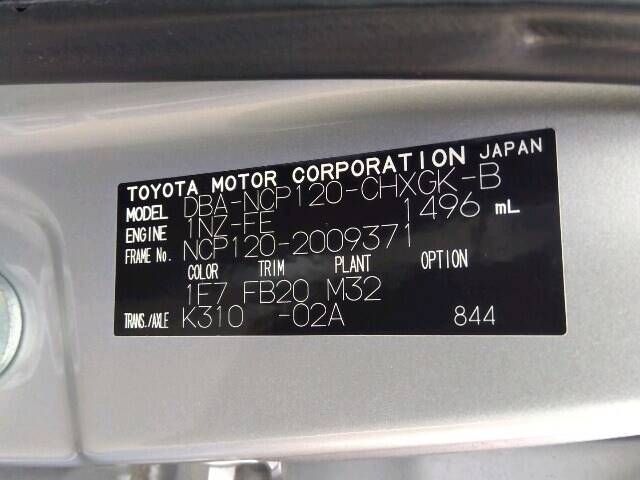 TOYOTA MOTOR CORPORATION JAPAN
MODEL DBA-NCP120-CHXGK-B
ENGINE 1NZ-FE 1496 mL
FRAME No. NCP120-2009371
COLOR TRIM PLANT OPTION
1E7 FB20 M32
TRANS./AXLE K310 -02A 844